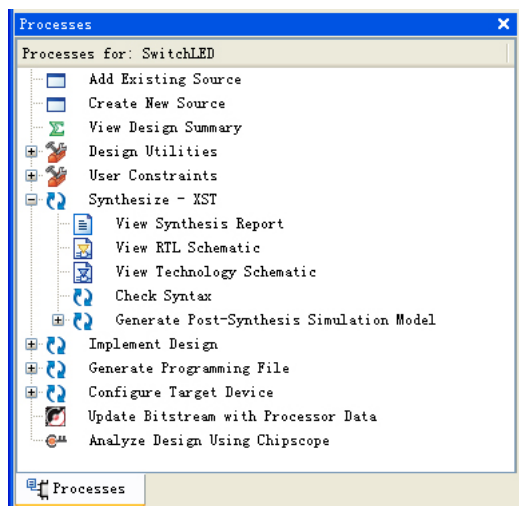 Processes
Processes for: SwitchLED
Add Existing Source
Create New Source
View Design Summary
Design Utilities
User Constraints
Synthesize - XST
View Synthesis Report
View RTL Schematic
View Technology Schematic
Check Syntax
Generate Post-Synthesis Simulation Model
Implement Design
Generate Programming File
Configure Target Device
Update Bitstream with Processor Data
Analyze Design Using Chipscope
Processes